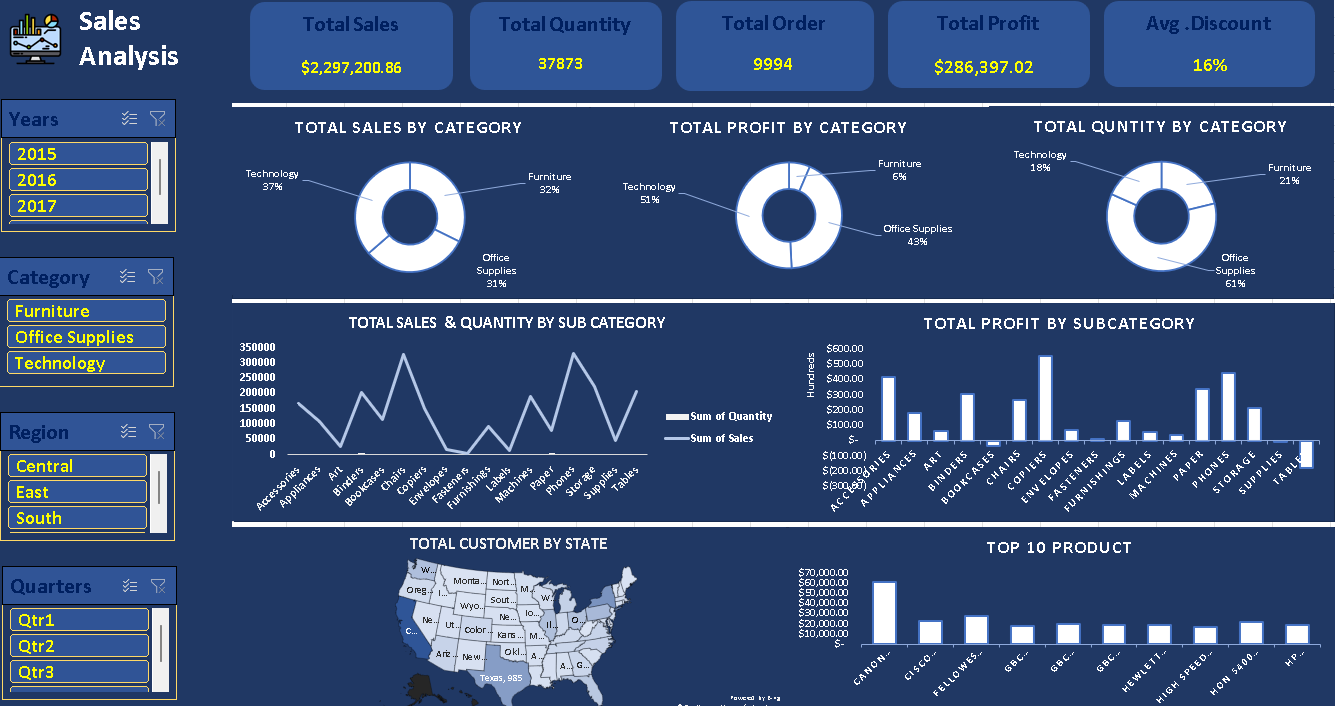 Sales
Analysis
Total Sales
$2,297,200.86
Total Quantity
37873
Total Order
9994
Total Profit
$286,397.02
Avg .Discount
16%
Years
2015
2016
2017
Category
Furniture
Office Supplies
Technology
Region
Central
East
South
Quarters
Qtr1
Qtr2
Qtr3
TOTAL SALES BY CATEGORY
Technology
37%
Furniture
32%
Office
Supplies
31%
TOTAL PROFIT BY CATEGORY
Furniture
6%
Technology
51%
Office Supplies
43%
TOTAL QUNTITY BY CATEGORY
Technology
18%
Furniture
21%
Office
Supplies
61%
TOTAL SALES & QUANTITY BY SUB CATEGORY
350000
300000
250000
200000
150000
100000
50000
0
Accessories
Appliances
Art
Binders
Bookcases
Chairs
Copiers
Envelopes
Fasteners
Furnishings
Labels
Machines
Paper
Phones
Storage
Supplies
Tables
Sum of Quantity
Sum of Sales
TOTAL PROFIT BY SUBCATEGORY
Hundreds
$600.00
$500.00
$400.00
$300.00
$200.00
$100.00
$-
$(100.00)
$(200.00)
$(300.00)
ACCESSORIES
APPLIANCES
ART
BINDERS
BOOKCASES
CHAIRS
COPIERS
ENVELOPES
FASTENERS
FURNISHINGS
LABELS
MACHINES
PAPER
PHONES
STORAGE
SUPPLIES
TABLES
TOTAL CUSTOMER BY STATE
W...
Monta...
Nort...
M...
Oreg...
I...
Sout...
W...
Wyo...
Ne...
Ut...
Color...
Ne...
Io...
Il...
O...
C...
Kans...
M...
Ariz...
New...
Okl...
A...
A...
G...
Texas, 985
Powered by Bing
TOP 10 PRODUCT
$70,000.00
$60,000.00
$50,000.00
$40,000.00
$30,000.00
$20,000.00
$10,000.00
$-
CANON...
CISCO...
FELLOWES...
GBC...
GBC...
GBC...
HEWLETT...
HIGH SPEED...
HON 5400...
HP...